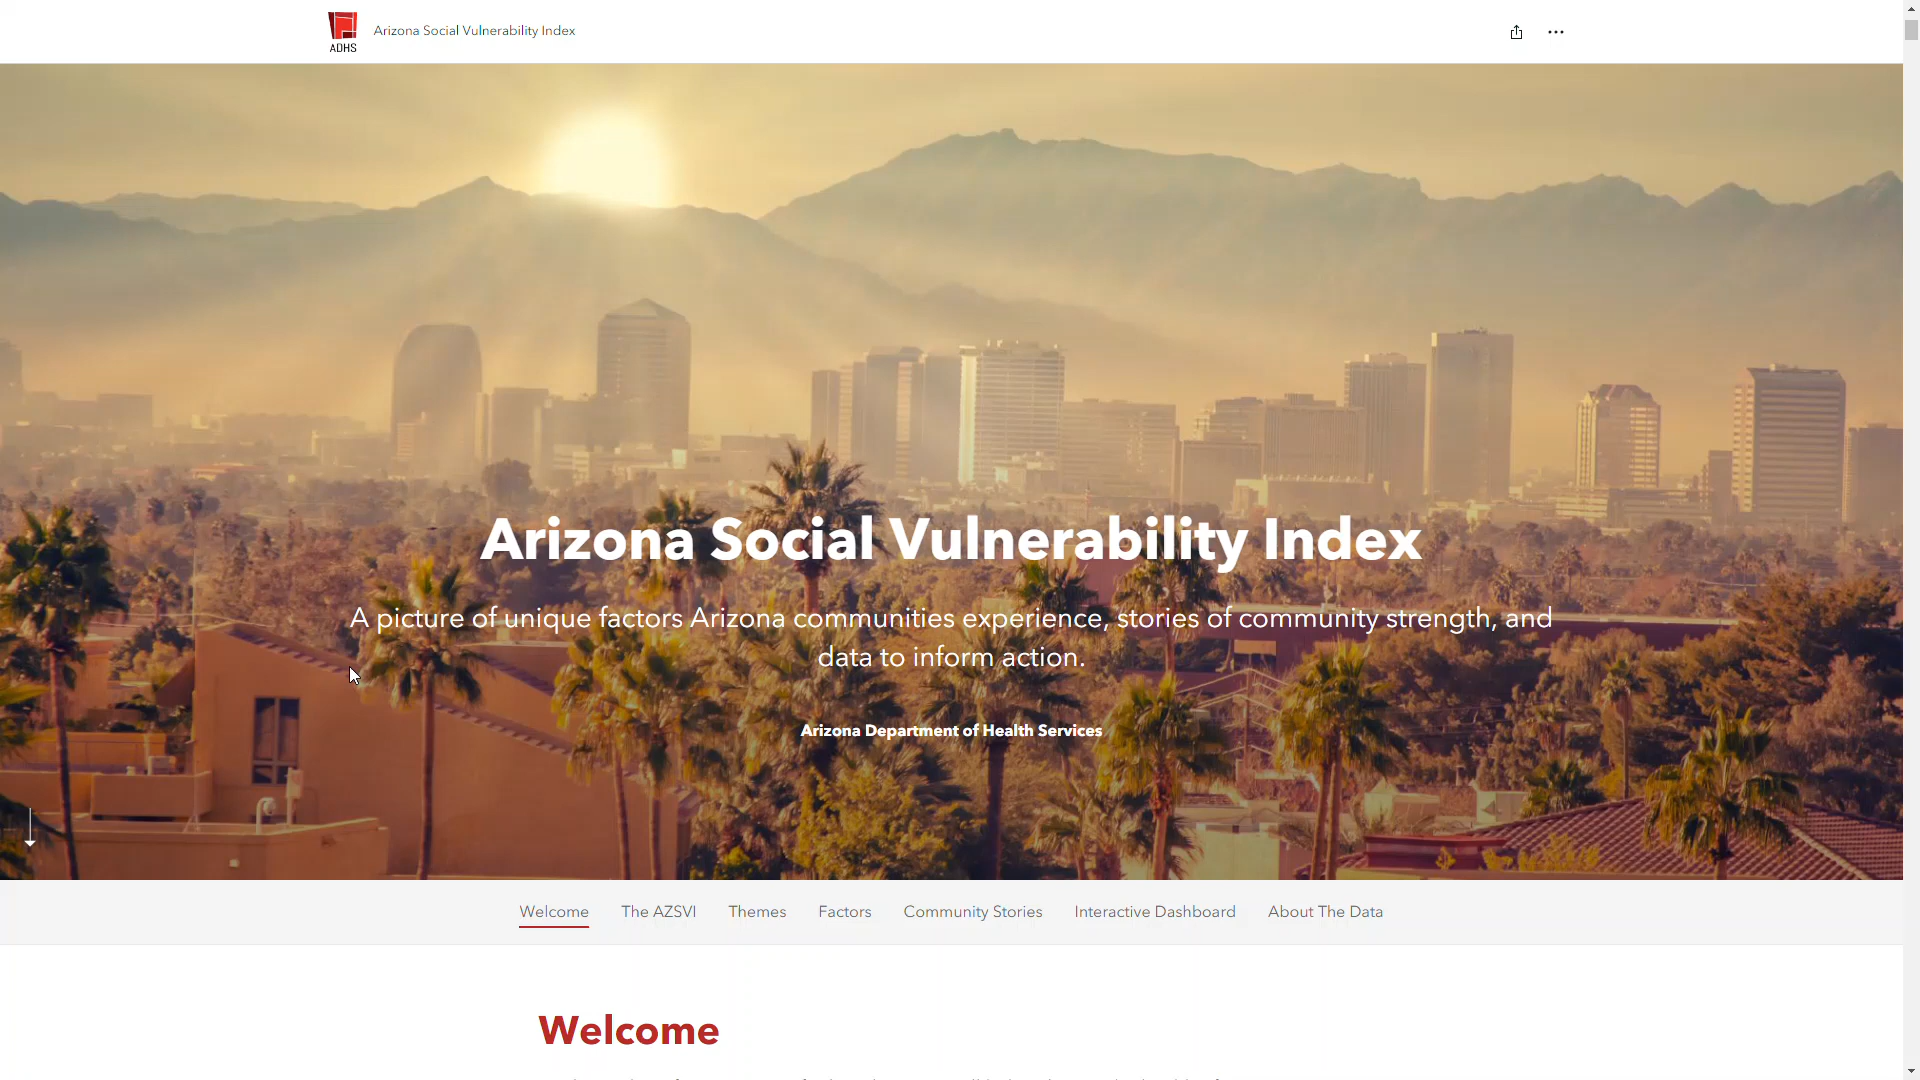 ADHS
Arizona Social Vulnerability Index
Arizona Social Vulnerability Index
A picture of unique factors Arizona communities experience, stories of community strength, and
data to inform action.
Arizona Department of Health Services
Welcome
The AZSVI
Themes
Factors
Community Stories
Interactive Dashboard
About The Data
Welcome